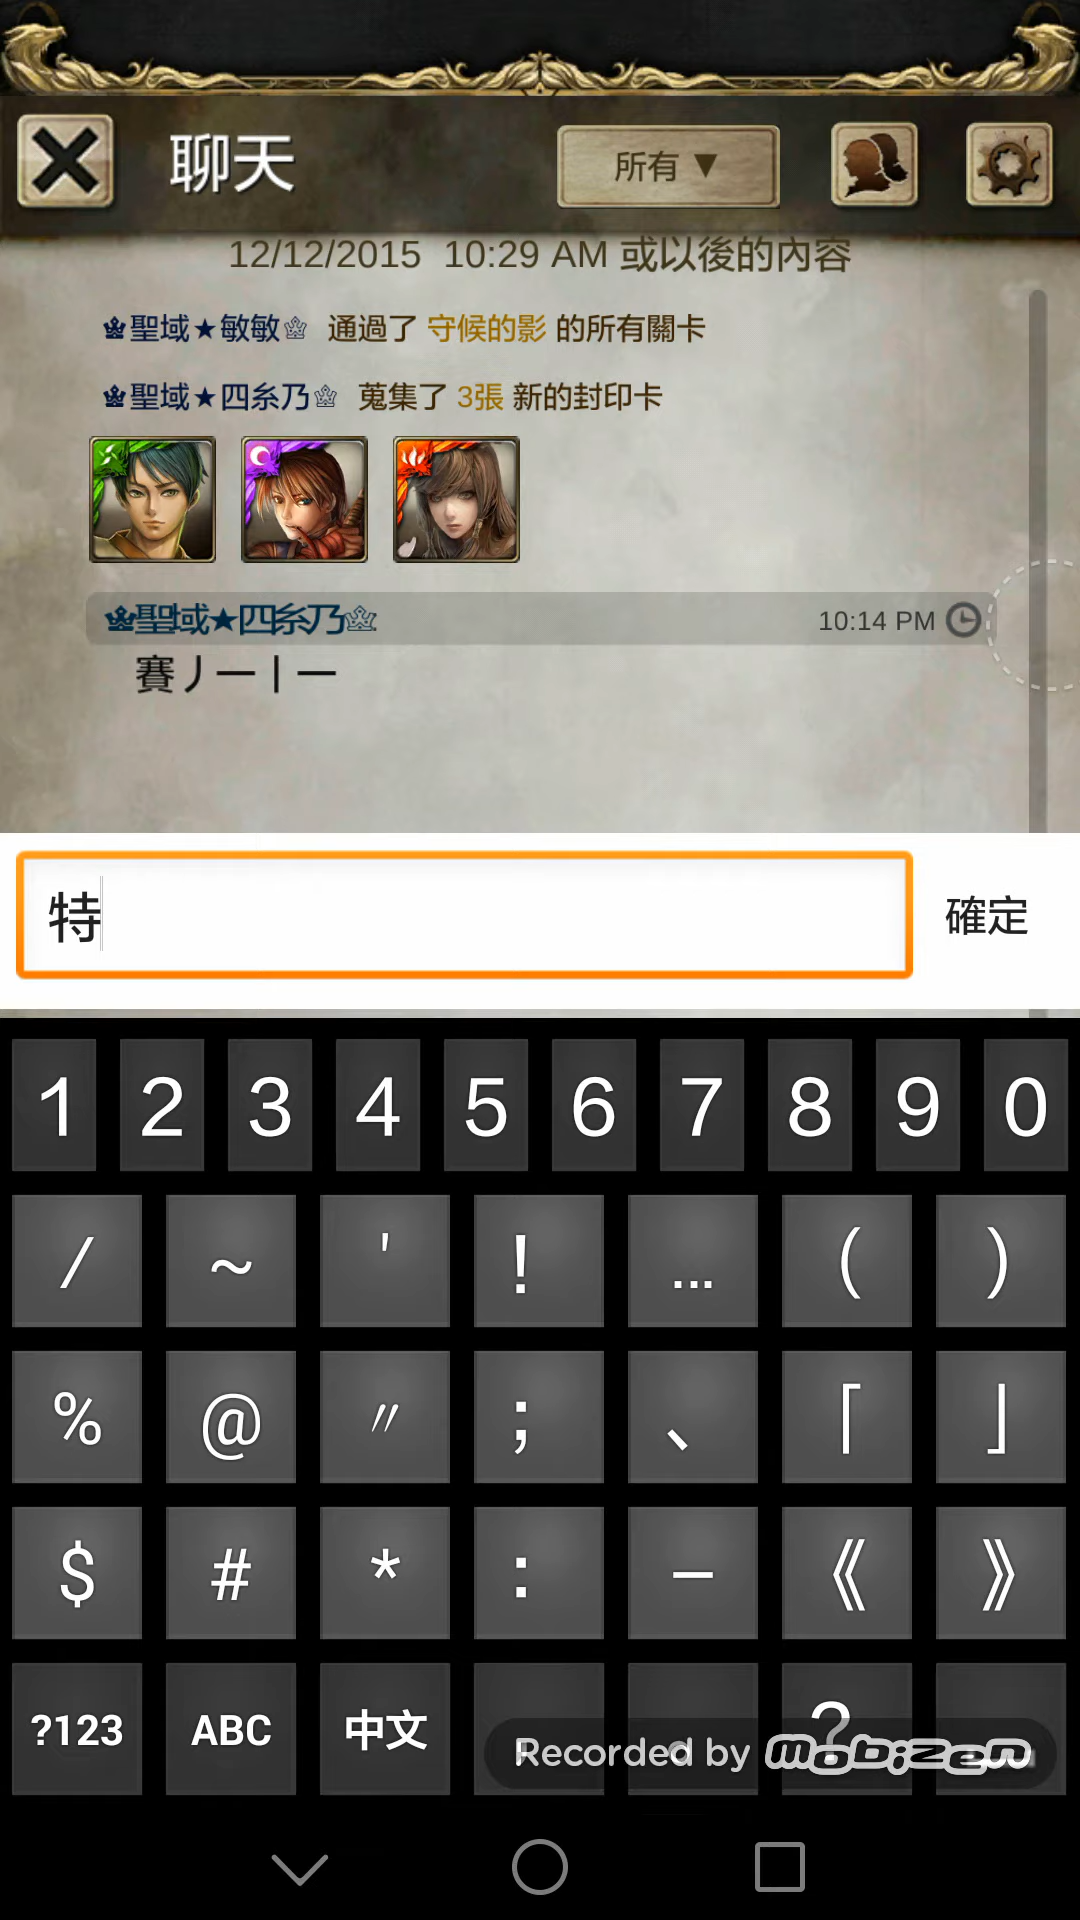 聊天
所有 ▼
12/12/2015 10:29 AM 或以後的內容
♚聖域★敏敏♔ 通過了 守候的影 的所有關卡
♚聖域★四糸乃♔ 蒐集了 3張 新的封印卡
♚聖域★四糸乃♔ 10:14 PM
賽丿一丨一
特 確定
1 2 3 4 5 6 7 8 9 0
/ ~ ' ! ... ( )
% @ 〃 ; 、 「 」
$ # * : – 《 》
?123 ABC 中文 ?
Recorded by mobizen